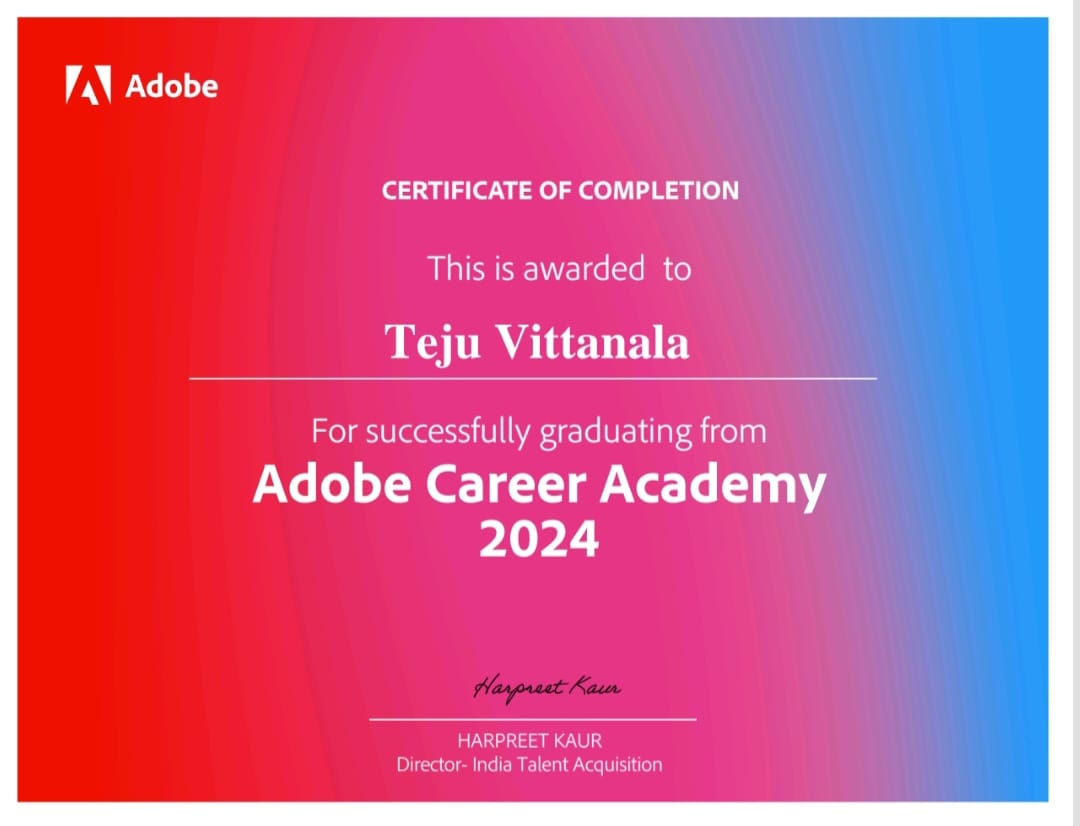 Adobe
CERTIFICATE OF COMPLETION
This is awarded to
Teju Vittanala
For successfully graduating from
Adobe Career Academy
2024
Harpreet Kaur
HARPREET KAUR
Director- India Talent Acquisition